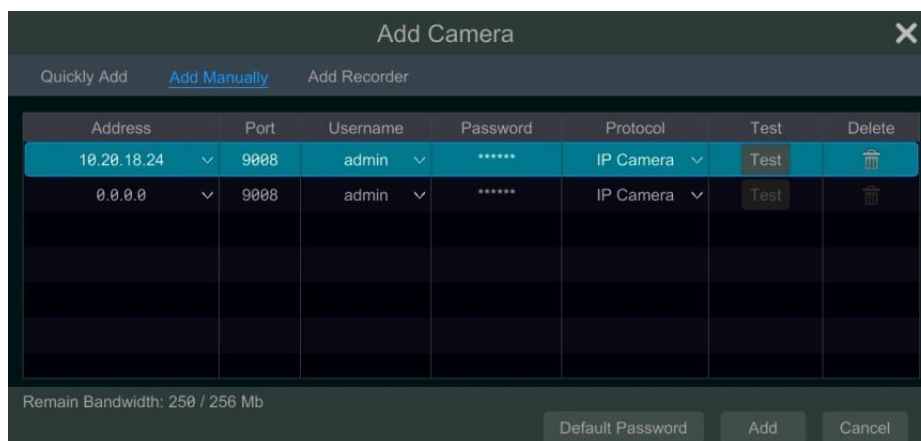 Add Camera
Quickly Add Add Manually Add Recorder
Address Port Username Password Protocol Test Delete
10.20.18.24 9008 admin ****** IP Camera Test
0.0.0.0 9008 admin ****** IP Camera Test
Remain Bandwidth: 250 / 256 Mb
Default Password Add Cancel